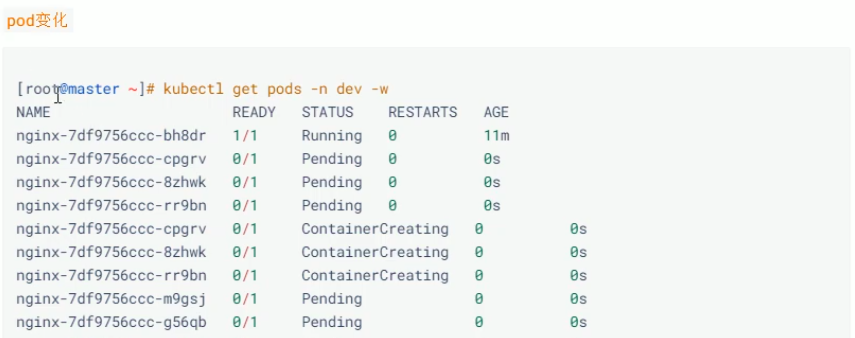 pod变化
[root@master ~]# kubectl get pods -n dev -w
NAME READY STATUS RESTARTS AGE
nginx-7df9756ccc-bh8dr 1/1 Running 0 11m
nginx-7df9756ccc-cpgrv 0/1 Pending 0 0s
nginx-7df9756ccc-8zhwk 0/1 Pending 0 0s
nginx-7df9756ccc-rr9bn 0/1 Pending 0 0s
nginx-7df9756ccc-cpgrv 0/1 ContainerCreating 0 0s
nginx-7df9756ccc-8zhwk 0/1 ContainerCreating 0 0s
nginx-7df9756ccc-rr9bn 0/1 ContainerCreating 0 0s
nginx-7df9756ccc-m9gsj 0/1 Pending 0 0s
nginx-7df9756ccc-g56qb 0/1 Pending 0 0s